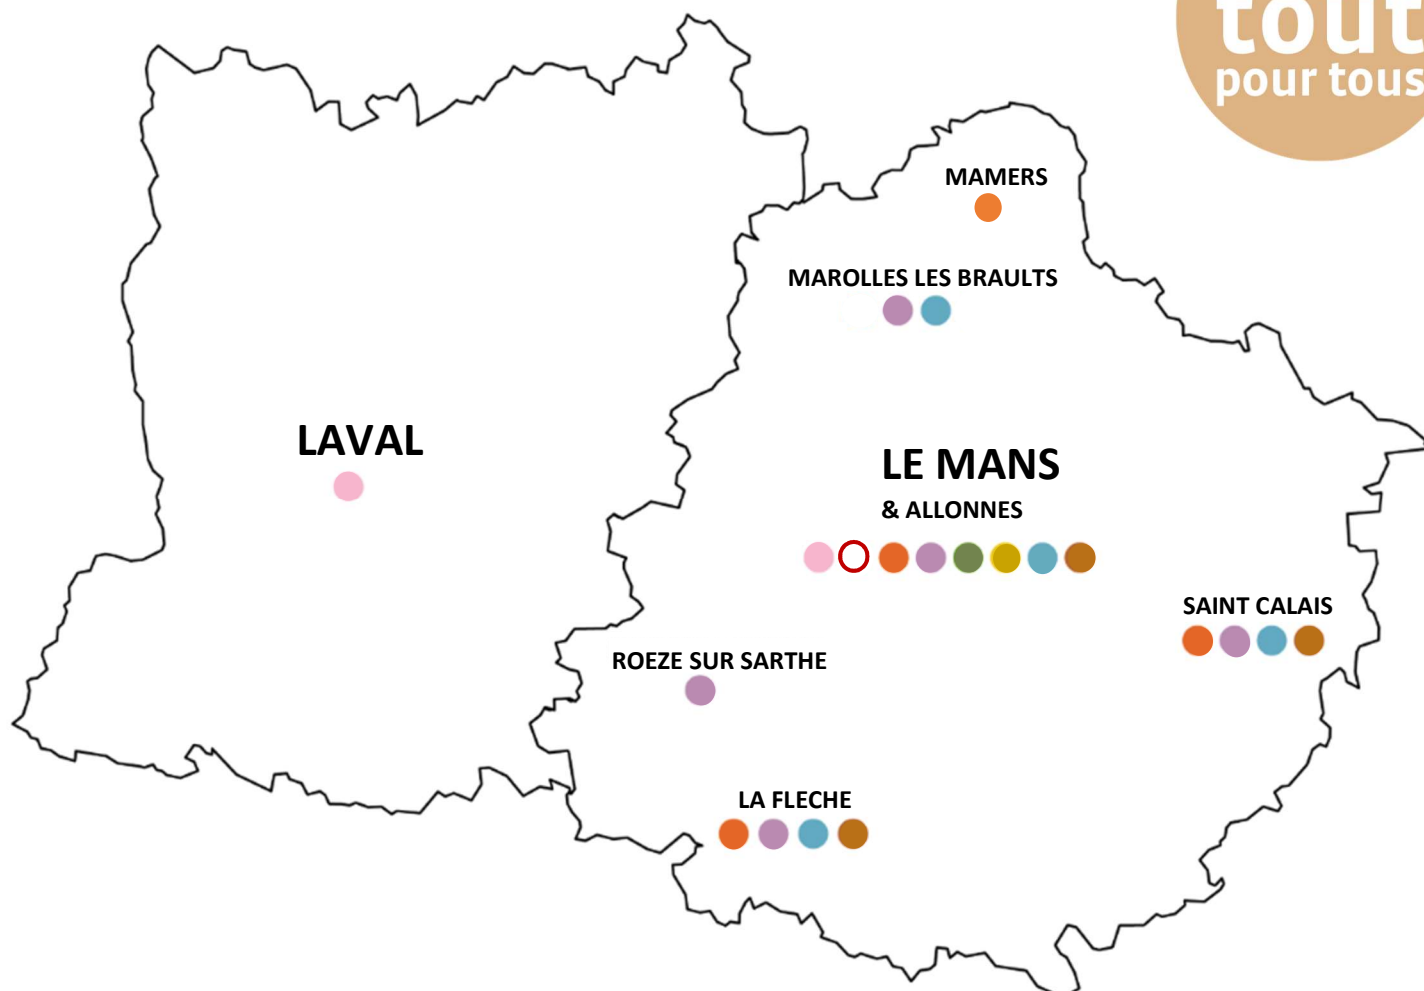 tout
pour tous
MAMERS
MAROLLES LES BRAULTS
LAVAL
LE MANS
& ALLONNES
SAINT CALAIS
ROEZE SUR SARTHE
LA FLECHE